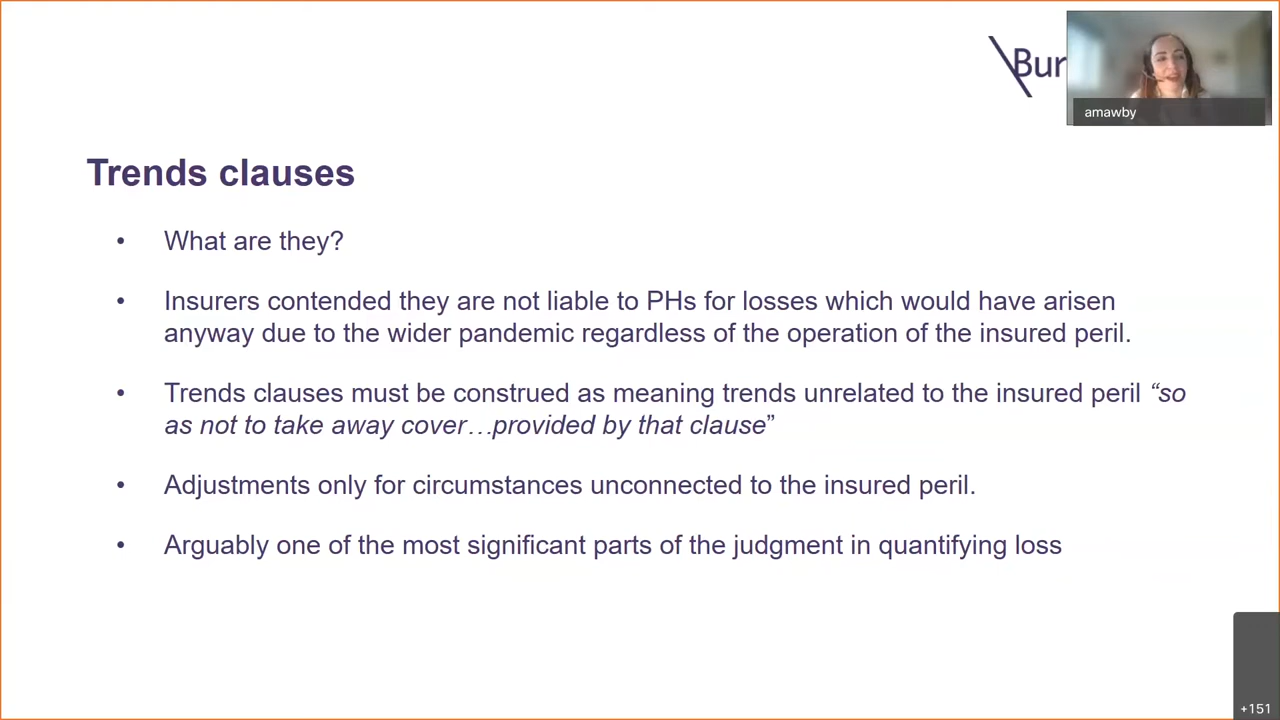 Bur
amawby
Trends clauses
• What are they?
• Insurers contended they are not liable to PHs for losses which would have arisen
anyway due to the wider pandemic regardless of the operation of the insured peril.
• Trends clauses must be construed as meaning trends unrelated to the insured peril “so
as not to take away cover…provided by that clause”
• Adjustments only for circumstances unconnected to the insured peril.
• Arguably one of the most significant parts of the judgment in quantifying loss
+151